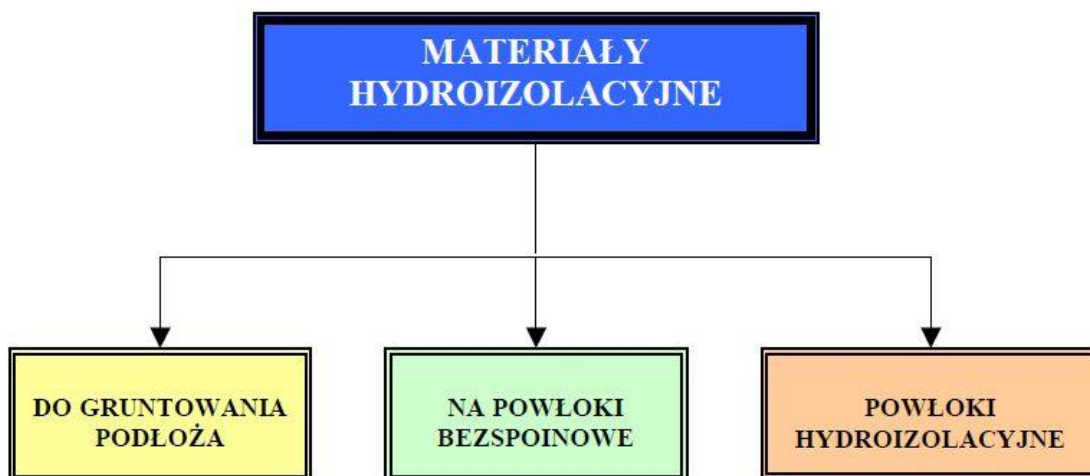 MATERIAŁY
HYDROIZOLACYJNE
DO GRUNTOWANIA
PODŁOŻA
NA POWŁOKI
BEZSPOINOWE
POWŁOKI
HYDROIZOLACYJNE